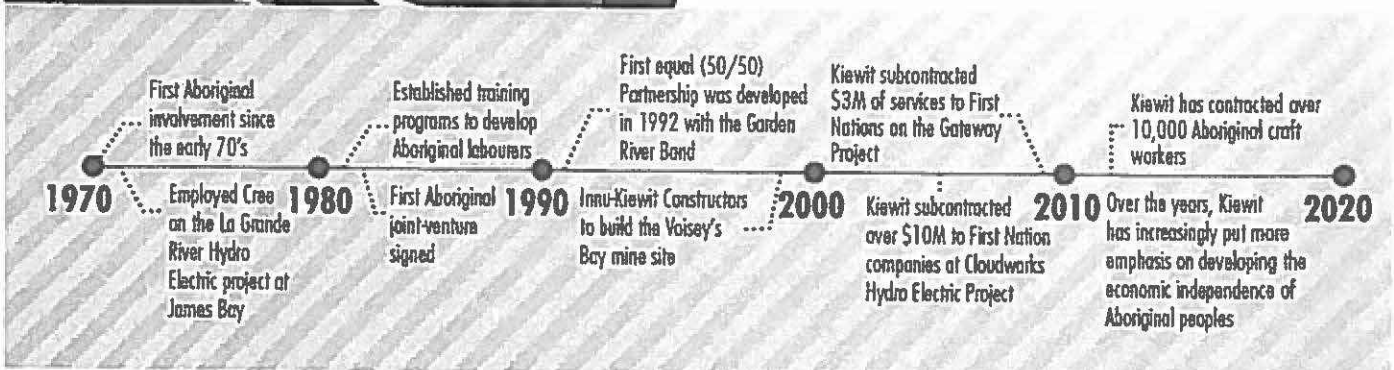 First Aboriginal
involvement since
the early 70's
1970
Employed Cree
on the La Grande
River Hydro
Electric project at
James Bay
1980
Established training
programs to develop
Aboriginal labourers
First Aboriginal
joint-venture
signed
1990
First equal (50/50)
Partnership was developed
in 1992 with the Garden
River Band
Innu-Kiewit Constructors
to build the Voisey's
Bay mine site
2000
Kiewit subcontracted
$3M of services to First
Nations on the Gateway
Project
Kiewit subcontracted
over $10M to First Nation
companies at Cloudworks
Hydro Electric Project
2010
Kiewit has contracted over
10,000 Aboriginal craft
workers
Over the years, Kiewit
has increasingly put more
emphasis on developing the
economic independence of
Aboriginal peoples
2020